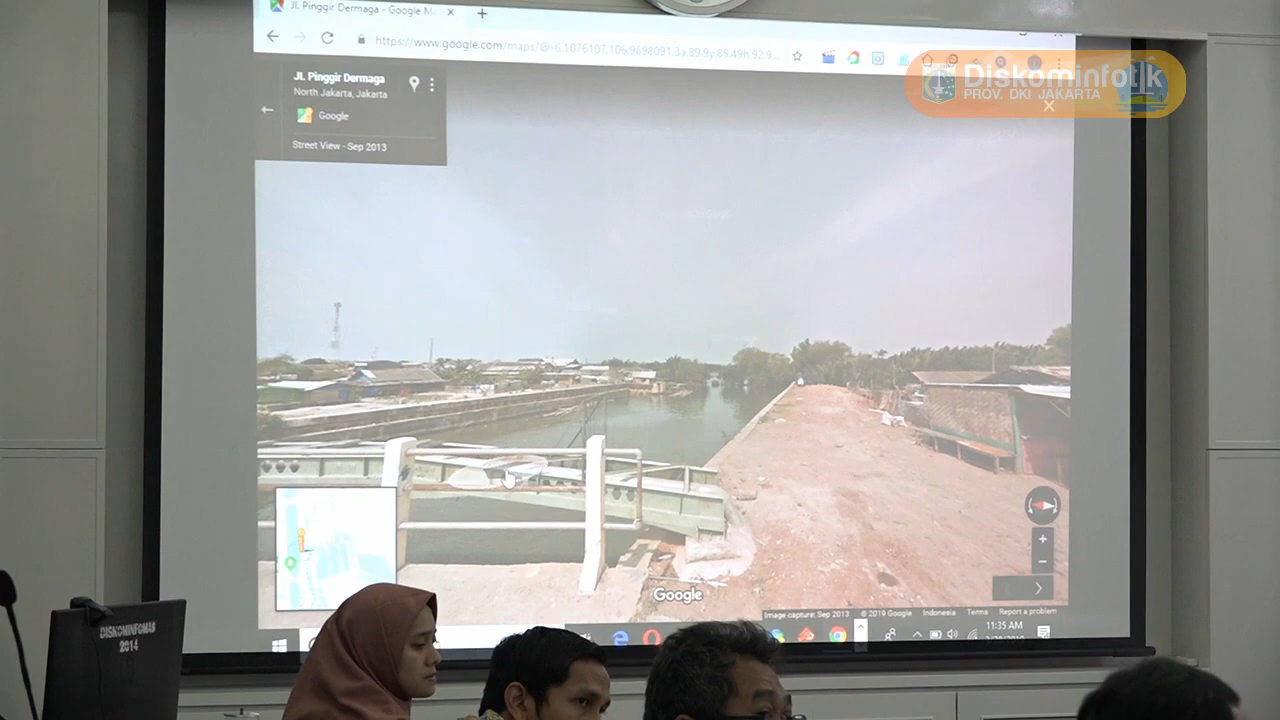 Jl. Pinggir Dermaga - Google M
https://www.google.com/maps/@-6.1076107,106.9698091,3a,89.9y,85.49h,92.9...
Diskominfotik
PROV. DKI JAKARTA
Jl. Pinggir Dermaga
North Jakarta, Jakarta
Google
Street View - Sep 2013
Google
Image capture: Sep 2013 © 2019 Google Indonesia Terms Report a problem
11:35 AM
DISKOMINFOMAS
2014